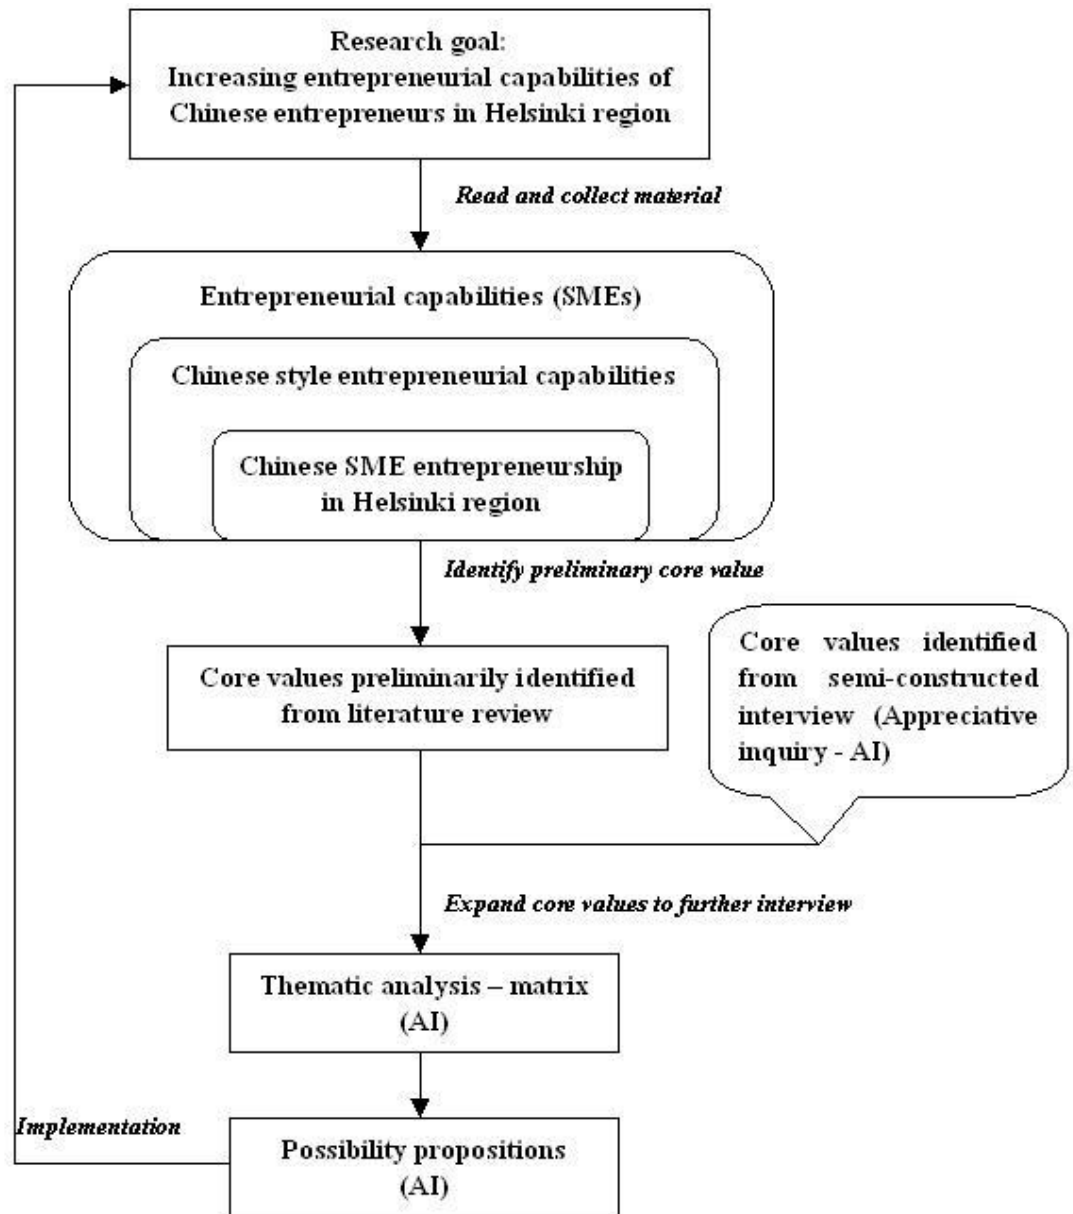 Research goal:
Increasing entrepreneurial capabilities of
Chinese entrepreneurs in Helsinki region
Read and collect material
Entrepreneurial capabilities (SMEs)
Chinese style entrepreneurial capabilities
Chinese SME entrepreneurship
in Helsinki region
Identify preliminary core value
Core values preliminarily identified
from literature review
Core values identified
from semi-constructed
interview (Appreciative
inquiry - AI)
Expand core values to further interview
Thematic analysis – matrix
(AI)
Implementation
Possibility propositions
(AI)